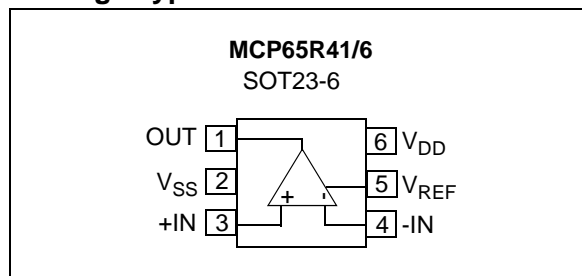 MCP65R41/6
SOT23-6
OUT 1 6 VDD
VSS 2 5 VREF
+IN 3 4 -IN
+ -